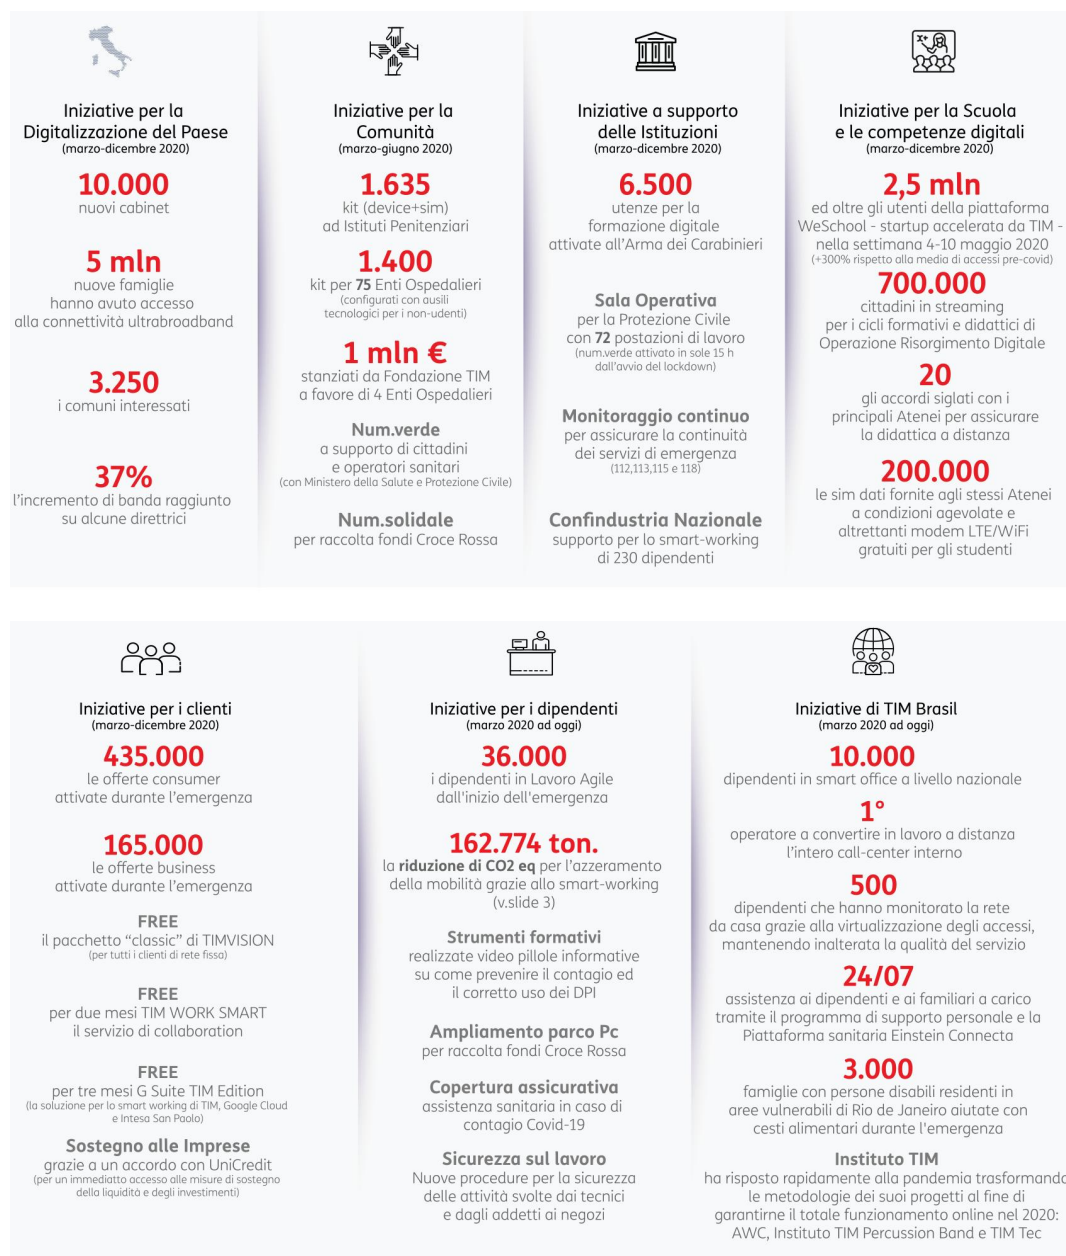 Iniziative per la
Digitalizzazione del Paese
(marzo-dicembre 2020)
10.000
nuovi cabinet
5 mln
nuove famiglie
hanno avuto accesso
alla connettività ultrabroadband
3.250
i comuni interessati
37%
l'incremento di banda raggiunto
su alcune direttrici
Iniziative per la
Comunità
(marzo-giugno 2020)
1.635
kit (device+sim)
ad Istituti Penitenziari
1.400
kit per 75 Enti Ospedalieri
(configurati con ausili
tecnologici per i non-udenti)
1 mln €
stanziati da Fondazione TIM
a favore di 4 Enti Ospedalieri
Num.verde
a supporto di cittadini
e operatori sanitari
(con Ministero della Salute e Protezione Civile)
Num.solidale
per raccolta fondi Croce Rossa
Iniziative a supporto
delle Istituzioni
(marzo-dicembre 2020)
6.500
utenze per la
formazione digitale
attivate all'Arma dei Carabinieri
Sala Operativa
per la Protezione Civile
con 72 postazioni di lavoro
(num.verde attivato in sole 15 h
dall'avvio del lockdown)
Monitoraggio continuo
per assicurare la continuità
dei servizi di emergenza
(112,113,115 e 118)
Confindustria Nazionale
supporto per lo smart-working
di 230 dipendenti
Iniziative per la Scuola
e le competenze digitali
(marzo-dicembre 2020)
2,5 mln
ed oltre gli utenti della piattaforma
WeSchool - startup accelerata da TIM -
nella settimana 4-10 maggio 2020
(+300% rispetto alla media di accessi pre-covid)
700.000
cittadini in streaming
per i cicli formativi e didattici di
Operazione Risorgimento Digitale
20
gli accordi siglati con i
principali Atenei per assicurare
la didattica a distanza
200.000
le sim dati fornite agli stessi Atenei
a condizioni agevolate e
altrettanti modem LTE/WiFi
gratuiti per gli studenti
Iniziative per i clienti
(marzo-dicembre 2020)
435.000
le offerte consumer
attivate durante l'emergenza
165.000
le offerte business
attivate durante l'emergenza
FREE
il pacchetto "classic" di TIMVISION
(per tutti i clienti di rete fissa)
FREE
per due mesi TIM WORK SMART
il servizio di collaboration
FREE
per tre mesi G Suite TIM Edition
(la soluzione per lo smart working di TIM, Google Cloud
e Intesa San Paolo)
Sostegno alle Imprese
grazie a un accordo con UniCredit
(per un immediatto accesso alle misure di sostegno
della liquidità e degli investimenti)
Iniziative per i dipendenti
(marzo 2020 ad oggi)
36.000
i dipendenti in Lavoro Agile
dall'inizio dell'emergenza
162.774 ton.
la riduzione di CO2 eq per l'azzeramento
della mobilità grazie allo smart-working
(v.slide 3)
Strumenti formativi
realizzate video pillole informative
su come prevenire il contagio ed
il corretto uso dei DPI
Ampliamento parco Pc
per raccolta fondi Croce Rossa
Copertura assicurativa
assistenza sanitaria in caso di
contagio Covid-19
Sicurezza sul lavoro
Nuove procedure per la sicurezza
delle attività svolte dai tecnici
e dagli addetti ai negozi
Iniziative di TIM Brasil
(marzo 2020 ad oggi)
10.000
dipendenti in smart office a livello nazionale
1°
operatore a convertire in lavoro a distanza
l'intero call-center interno
500
dipendenti che hanno monitorato la rete
da casa grazie alla virtualizzazione degli accessi,
mantenendo inalterata la qualità del servizio
24/07
assistenza ai dipendenti e ai familiari a carico
tramite il programma di supporto personale e la
Piattaforma sanitaria Einstein Connecta
3.000
famiglie con persone disabili residenti in
aree vulnerabili di Rio de Janeiro aiutate con
cesti alimentari durante l'emergenza
Instituto TIM
ha risposto rapidamente alla pandemia trasformando
le metodologie dei suoi progetti al fine di
garantirne il totale funzionamento online nel 2020:
AWC, Instituto TIM Percussion Band e TIM Tec